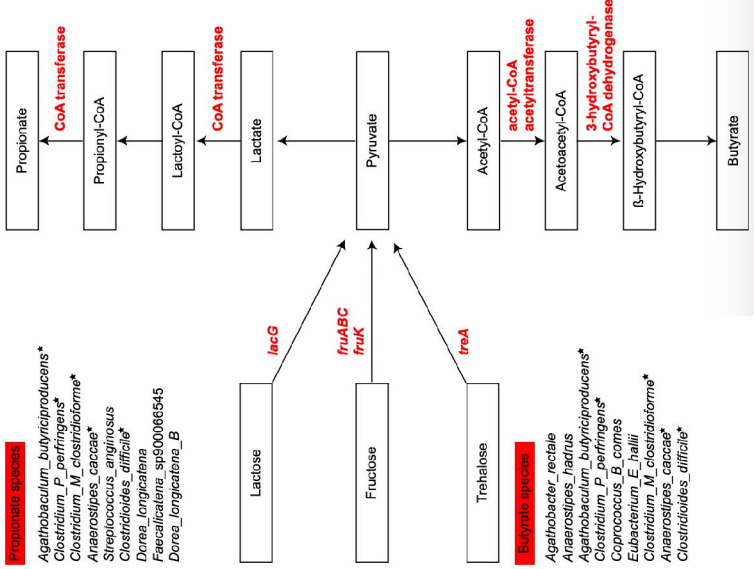 Propionate species
Agathobaculum_butyriciproducens*
Clostridium_P_perfringens*
Clostridium_M_clostridioforme*
Anaerostipes_caccae*
Streptococcus_anginosus
Clostridioides_difficile*
Dorea_longicatena
Faecalicatena_sp900066545
Dorea_longicatena_B
Lactose
Fructose
Trehalose
Butyrate species
Agathobacter_rectale
Anaerostipes_hadrus
Agathobaculum_butyriciproducens*
Clostridium_P_perfringens*
Coprococcus_B_comes
Eubacterium_E_hallii
Clostridium_M_clostridioforme*
Anaerostipes_caccae*
Clostridioides_difficile*
lacG
fruABC
fruK
treA
Propionate
CoA transferase
Propionyl-CoA
Lactoyl-CoA
CoA transferase
Lactate
Pyruvate
Acetyl-CoA
acetyl-CoA
acetyltransferase
Acetoacetyl-CoA
3-hydroxybutyryl-
CoA dehydrogenase
ß-Hydroxybutyryl-CoA
Butyrate